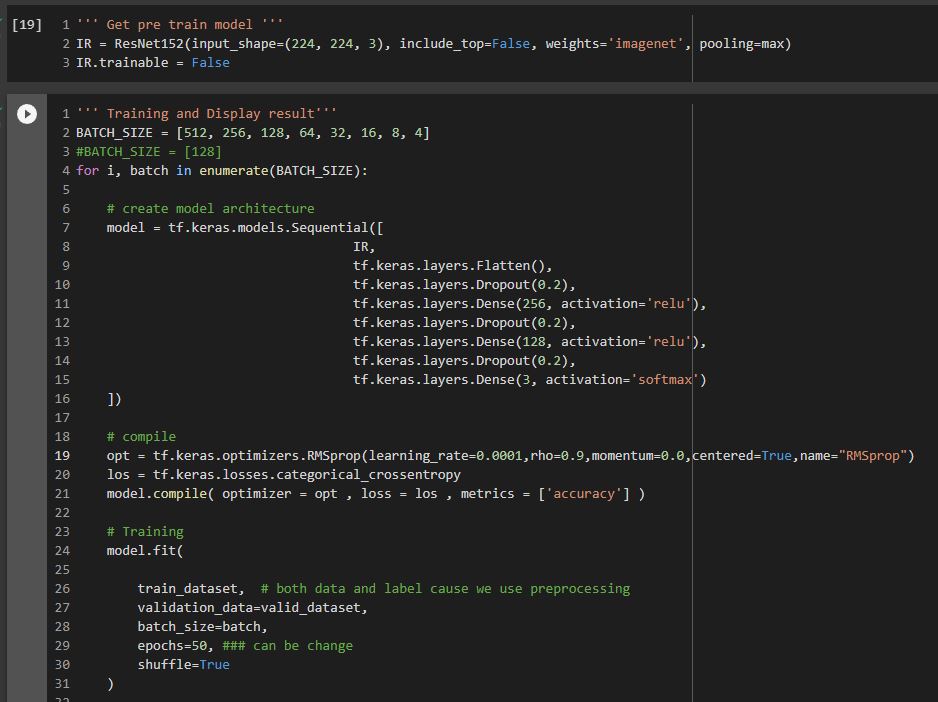 [19] 1 ''' Get pre train model '''
2 IR = ResNet152(input_shape=(224, 224, 3), include_top=False, weights='imagenet', pooling=max)
3 IR.trainable = False
1 ''' Training and Display result'''
2 BATCH_SIZE = [512, 256, 128, 64, 32, 16, 8, 4]
3 #BATCH_SIZE = [128]
4 for i, batch in enumerate(BATCH_SIZE):
5
6 # create model architecture
7 model = tf.keras.models.Sequential([
8 IR,
9 tf.keras.layers.Flatten(),
10 tf.keras.layers.Dropout(0.2),
11 tf.keras.layers.Dense(256, activation='relu'),
12 tf.keras.layers.Dropout(0.2),
13 tf.keras.layers.Dense(128, activation='relu'),
14 tf.keras.layers.Dropout(0.2),
15 tf.keras.layers.Dense(3, activation='softmax')
16 ])
17
18 # compile
19 opt = tf.keras.optimizers.RMSprop(learning_rate=0.0001,rho=0.9,momentum=0.0,centered=True,name="RMSprop")
20 los = tf.keras.losses.categorical_crossentropy
21 model.compile( optimizer = opt , loss = los , metrics = ['accuracy'] )
22
23 # Training
24 model.fit(
25
26 train_dataset, # both data and label cause we use preprocessing
27 validation_data=valid_dataset,
28 batch_size=batch,
29 epochs=50, ### can be change
30 shuffle=True
31 )